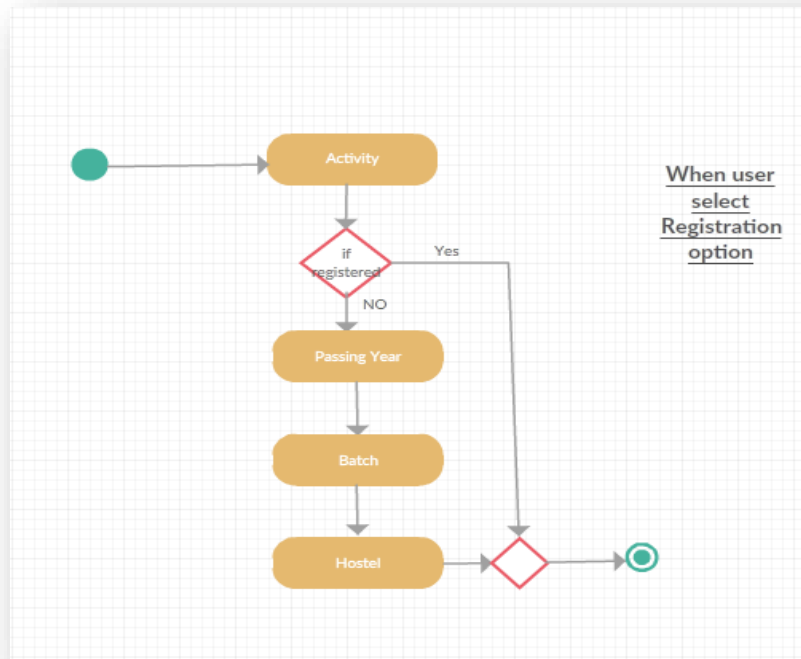 Activity
When user
select
Registration
option
if
registered
Yes
NO
Passing Year
Batch
Hostel